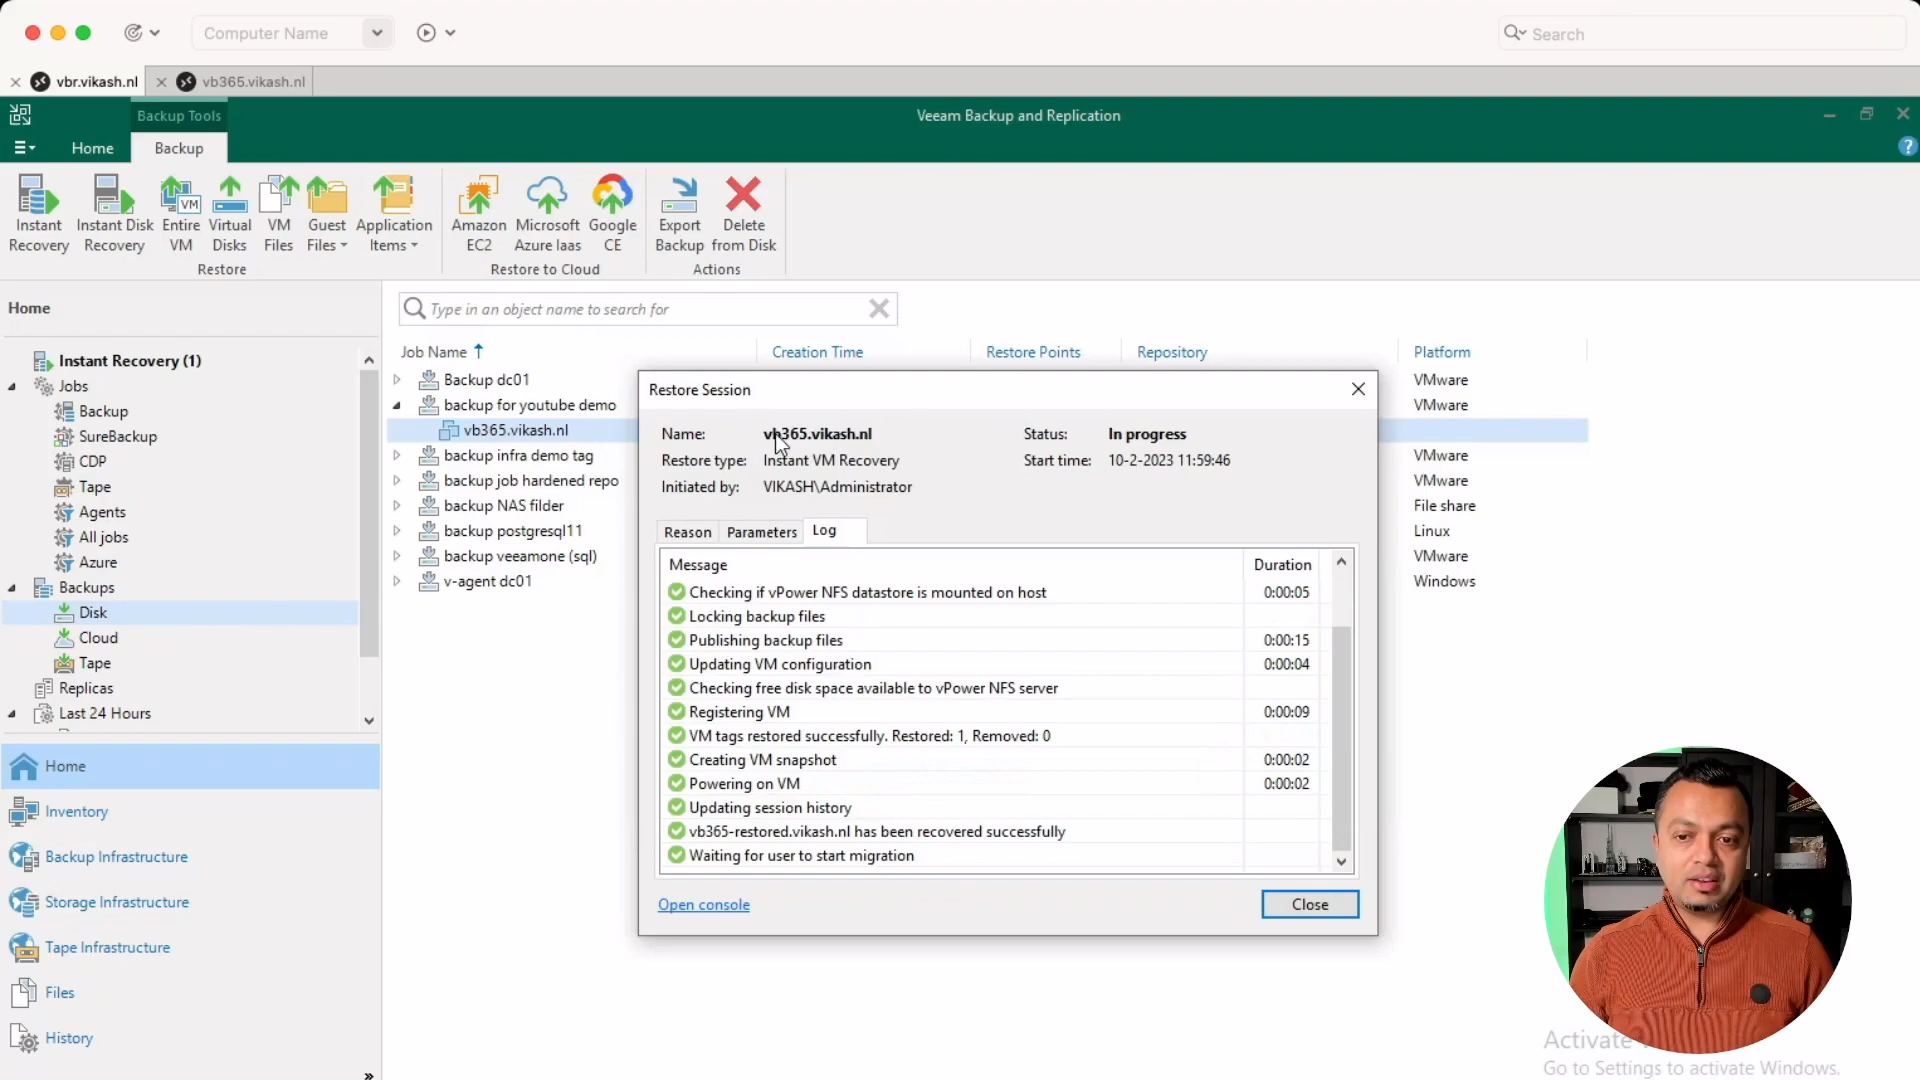 Computer Name
Search
vbr.vikash.nl
vb365.vikash.nl
Backup Tools
Veeam Backup and Replication
Home
Backup
Instant
Recovery
Instant Disk
Recovery
Entire
VM
Virtual
Disks
VM
Files
Guest
Files
Application
Items
Amazon
EC2
Microsoft
Azure Iaas
Google
CE
Export
Backup
Delete
from Disk
Restore
Restore to Cloud
Actions
VM
Home
Type in an object name to search for
Instant Recovery (1)
Jobs
Backup
SureBackup
CDP
Tape
Agents
All jobs
Azure
Backups
Disk
Cloud
Tape
Replicas
Last 24 Hours
Home
Inventory
Backup Infrastructure
Storage Infrastructure
Tape Infrastructure
Files
History
Job Name
Creation Time
Restore Points
Repository
Platform
Backup dc01
VMware
backup for youtube demo
VMware
vb365.vikash.nl
backup infra demo tag
VMware
backup job hardened repo
VMware
backup NAS filder
File share
backup postgresql11
Linux
backup veeamone (sql)
VMware
v-agent dc01
Windows
Restore Session
Name: vb365.vikash.nl
Status: In progress
Restore type: Instant VM Recovery
Start time: 10-2-2023 11:59:46
Initiated by: VIKASH\Administrator
Reason
Parameters
Log
Message
Duration
Checking if vPower NFS datastore is mounted on host 0:00:05
Locking backup files
Publishing backup files 0:00:15
Updating VM configuration 0:00:04
Checking free disk space available to vPower NFS server
Registering VM 0:00:09
VM tags restored successfully. Restored: 1, Removed: 0
Creating VM snapshot 0:00:02
Powering on VM 0:00:02
Updating session history
vb365-restored.vikash.nl has been recovered successfully
Waiting for user to start migration
Open console
Close
Activate
Go to Settings to activate Windows.